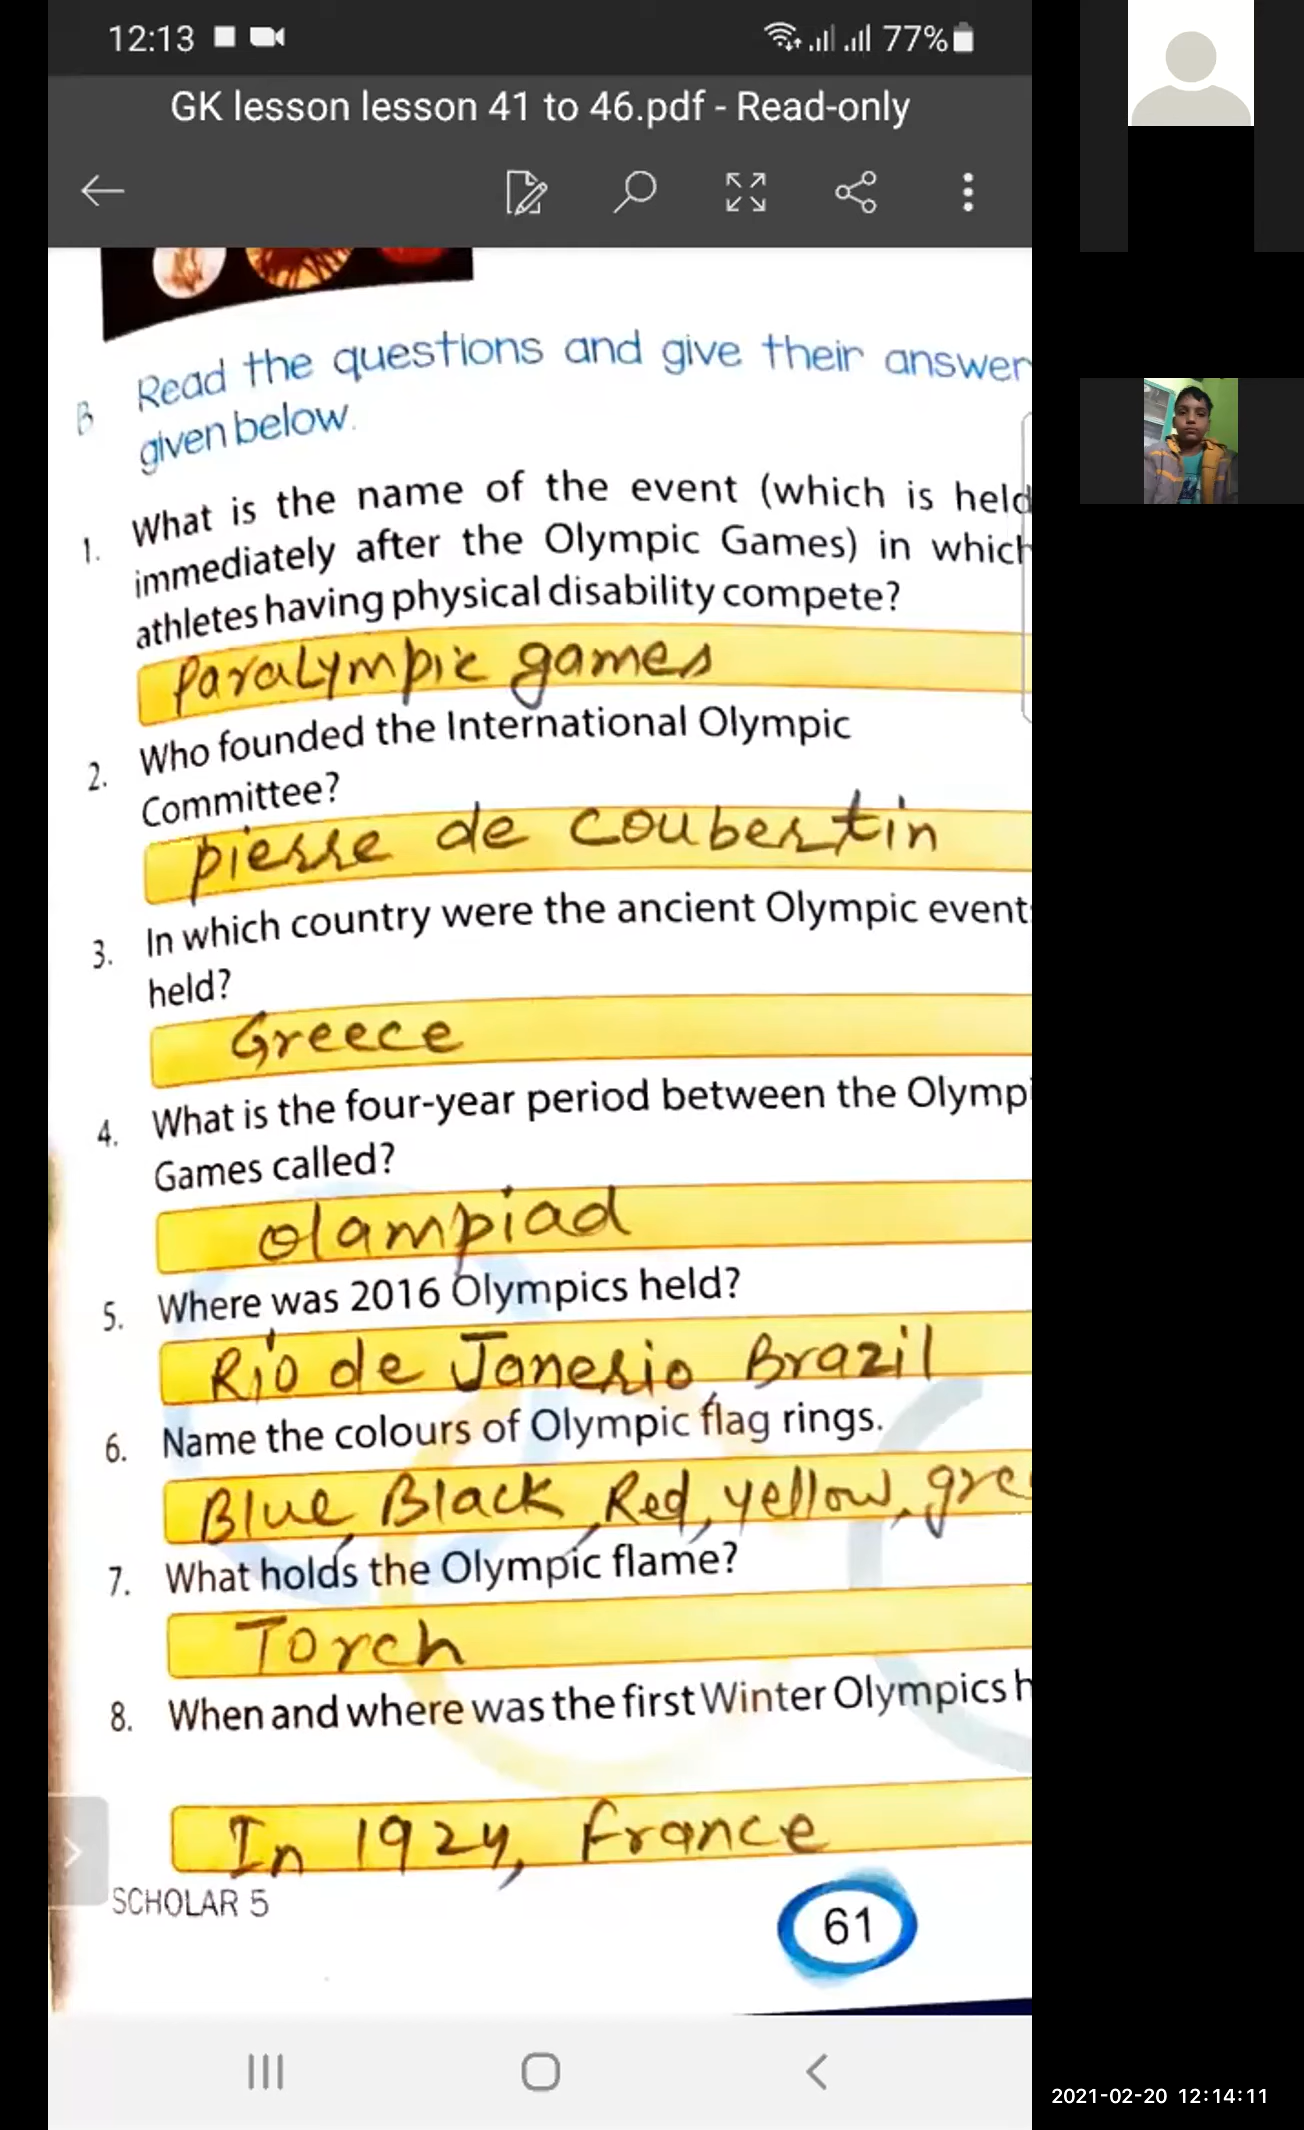 12:13
77%
GK lesson lesson 41 to 46.pdf - Read-only
B Read the questions and give their answer
given below.
1. What is the name of the event (which is held
immediately after the Olympic Games) in which
athletes having physical disability compete?
Paralympic games
2. Who founded the International Olympic
Committee?
pierre de coubertin
3. In which country were the ancient Olympic event
held?
Greece
4. What is the four-year period between the Olympi
Games called?
olampiad
5. Where was 2016 Olympics held?
Rio de Janerio, Brazil
6. Name the colours of Olympic flag rings.
Blue, Black, Red, yellow, gre
7. What holds the Olympic flame?
Torch
8. When and where was the first Winter Olympics h
In 1924, France
SCHOLAR 5
61
2021-02-20 12:14:11